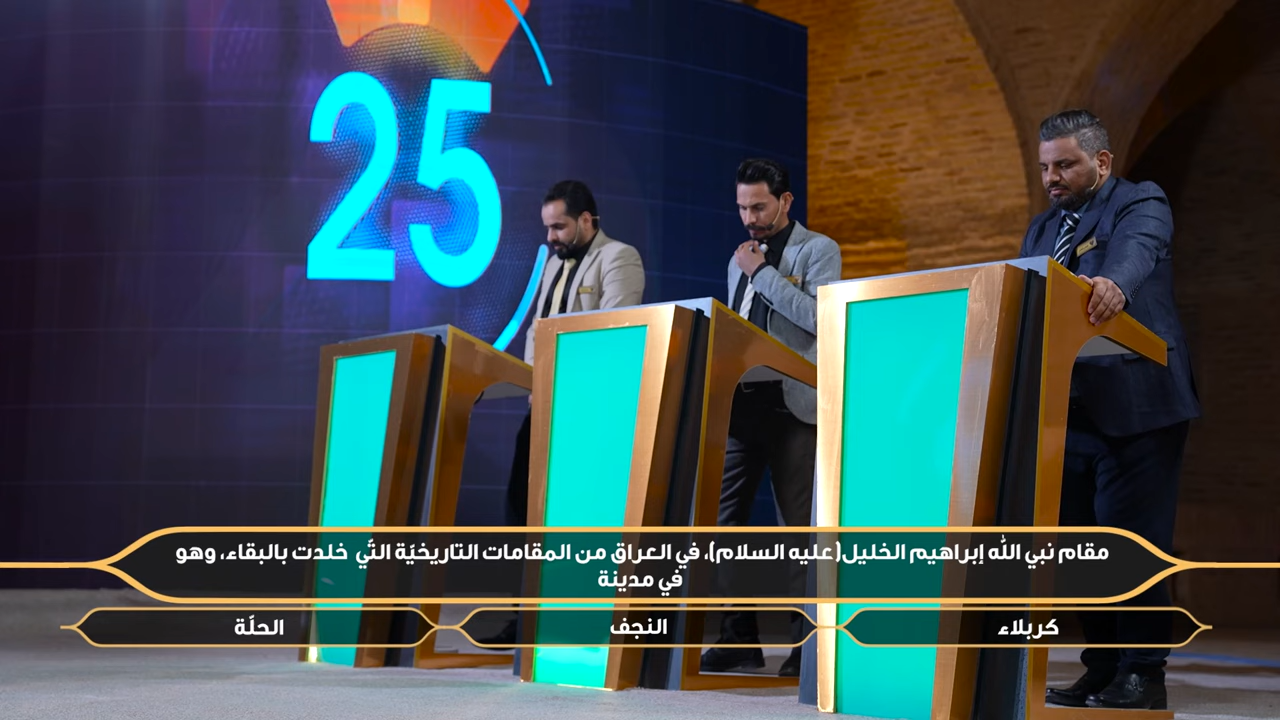 25
مقام نبي الله إبراهيم الخليل( عليه السلام)، في العراق من المقامات التاريخيّة التّي خلدت بالبقاء، وهو
في مدينة
كربلاء
النجف
الحلّة